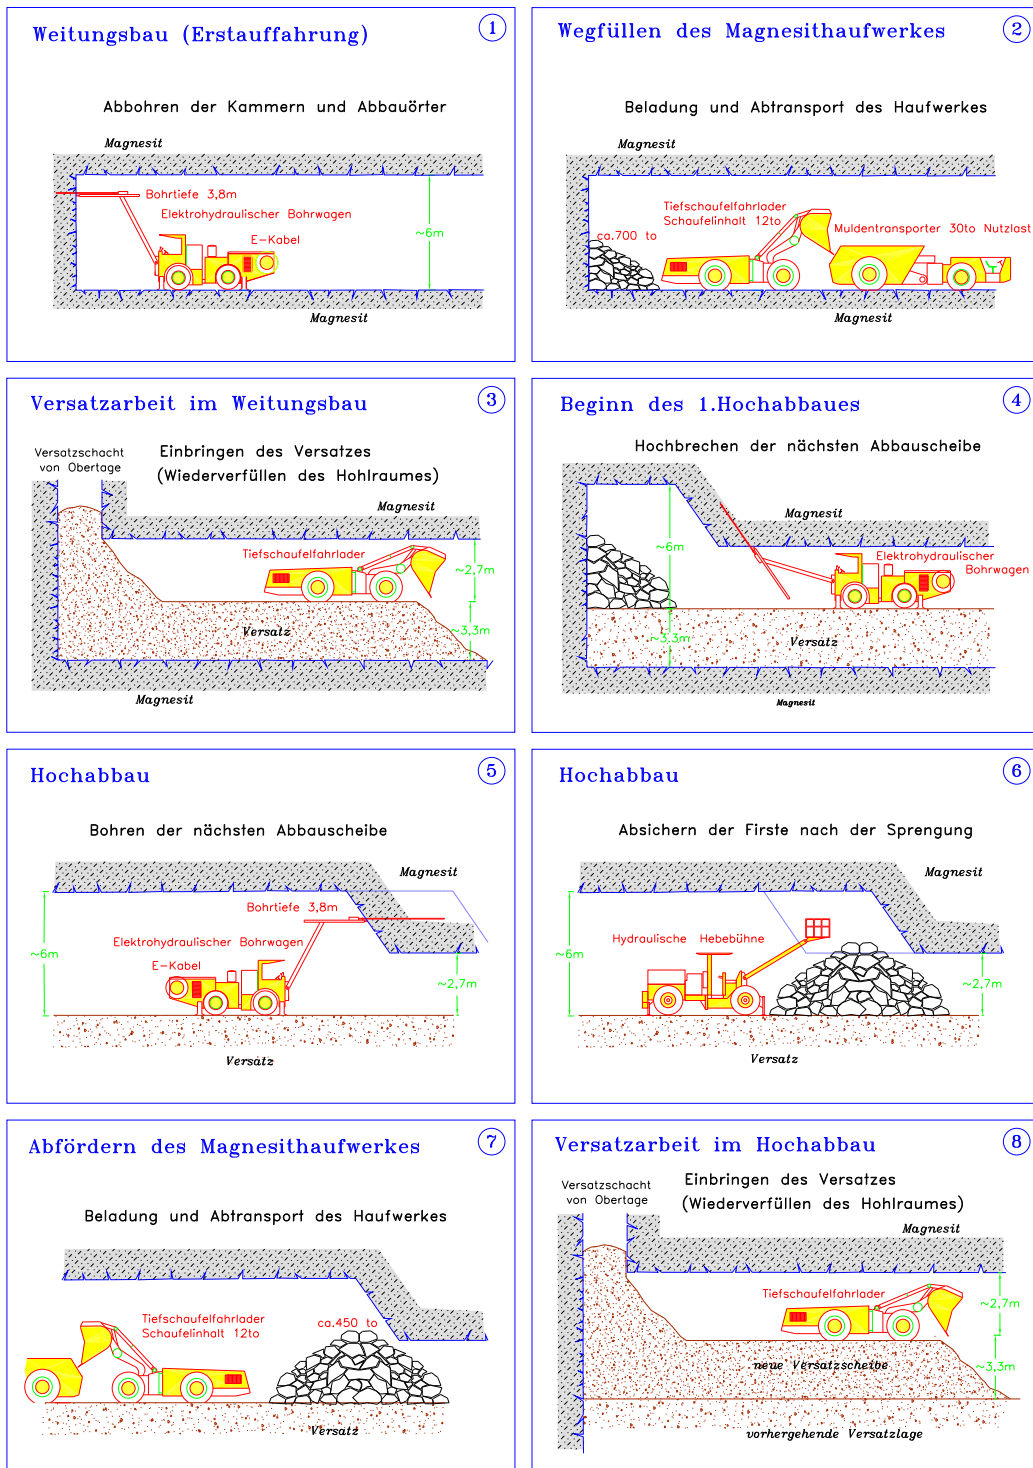 Weitungsbau (Erstauffahrung)
1
Abbohren der Kammern und Abbauörter
Magnesit
Bohrtiefe 3,8m
Elektrohydraulischer Bohrwagen
E-Kabel
~6m
Magnesit
Wegfüllen des Magnesithaufwerkes
2
Beladung und Abtransport des Haufwerkes
Magnesit
Tiefschaufelfahrlader
Schaufelinhalt 12to
ca.700 to
Muldentransporter 30to Nutzlast
Magnesit
Versatzarbeit im Weitungsbau
3
Versatzschacht
von Obertage
Einbringen des Versatzes
(Wiederverfüllen des Hohlraumes)
Magnesit
Tiefschaufelfahrlader
~2,7m
Versatz
~3,3m
Magnesit
Beginn des 1.Hochabbaues
4
Hochbrechen der nächsten Abbauscheibe
Magnesit
~6m
Elektrohydraulischer
Bohrwagen
~3,3m
Versatz
Magnesit
Hochabbau
5
Bohren der nächsten Abbauscheibe
Magnesit
Bohrtiefe 3,8m
Elektrohydraulischer Bohrwagen
~6m
E-Kabel
~2,7m
Versatz
Hochabbau
6
Absichern der Firste nach der Sprengung
Magnesit
Hydraulische Hebebühne
~6m
~2,7m
Versatz
Abfördern des Magnesithaufwerkes
7
Beladung und Abtransport des Haufwerkes
Tiefschaufelfahrlader
Schaufelinhalt 12to
ca.450 to
Versatz
Versatzarbeit im Hochabbau
8
Versatzschacht
von Obertage
Einbringen des Versatzes
(Wiederverfüllen des Hohlraumes)
Magnesit
Tiefschaufelfahrlader
~2,7m
neue Versatzscheibe
~3,3m
vorhergehende Versatzlage